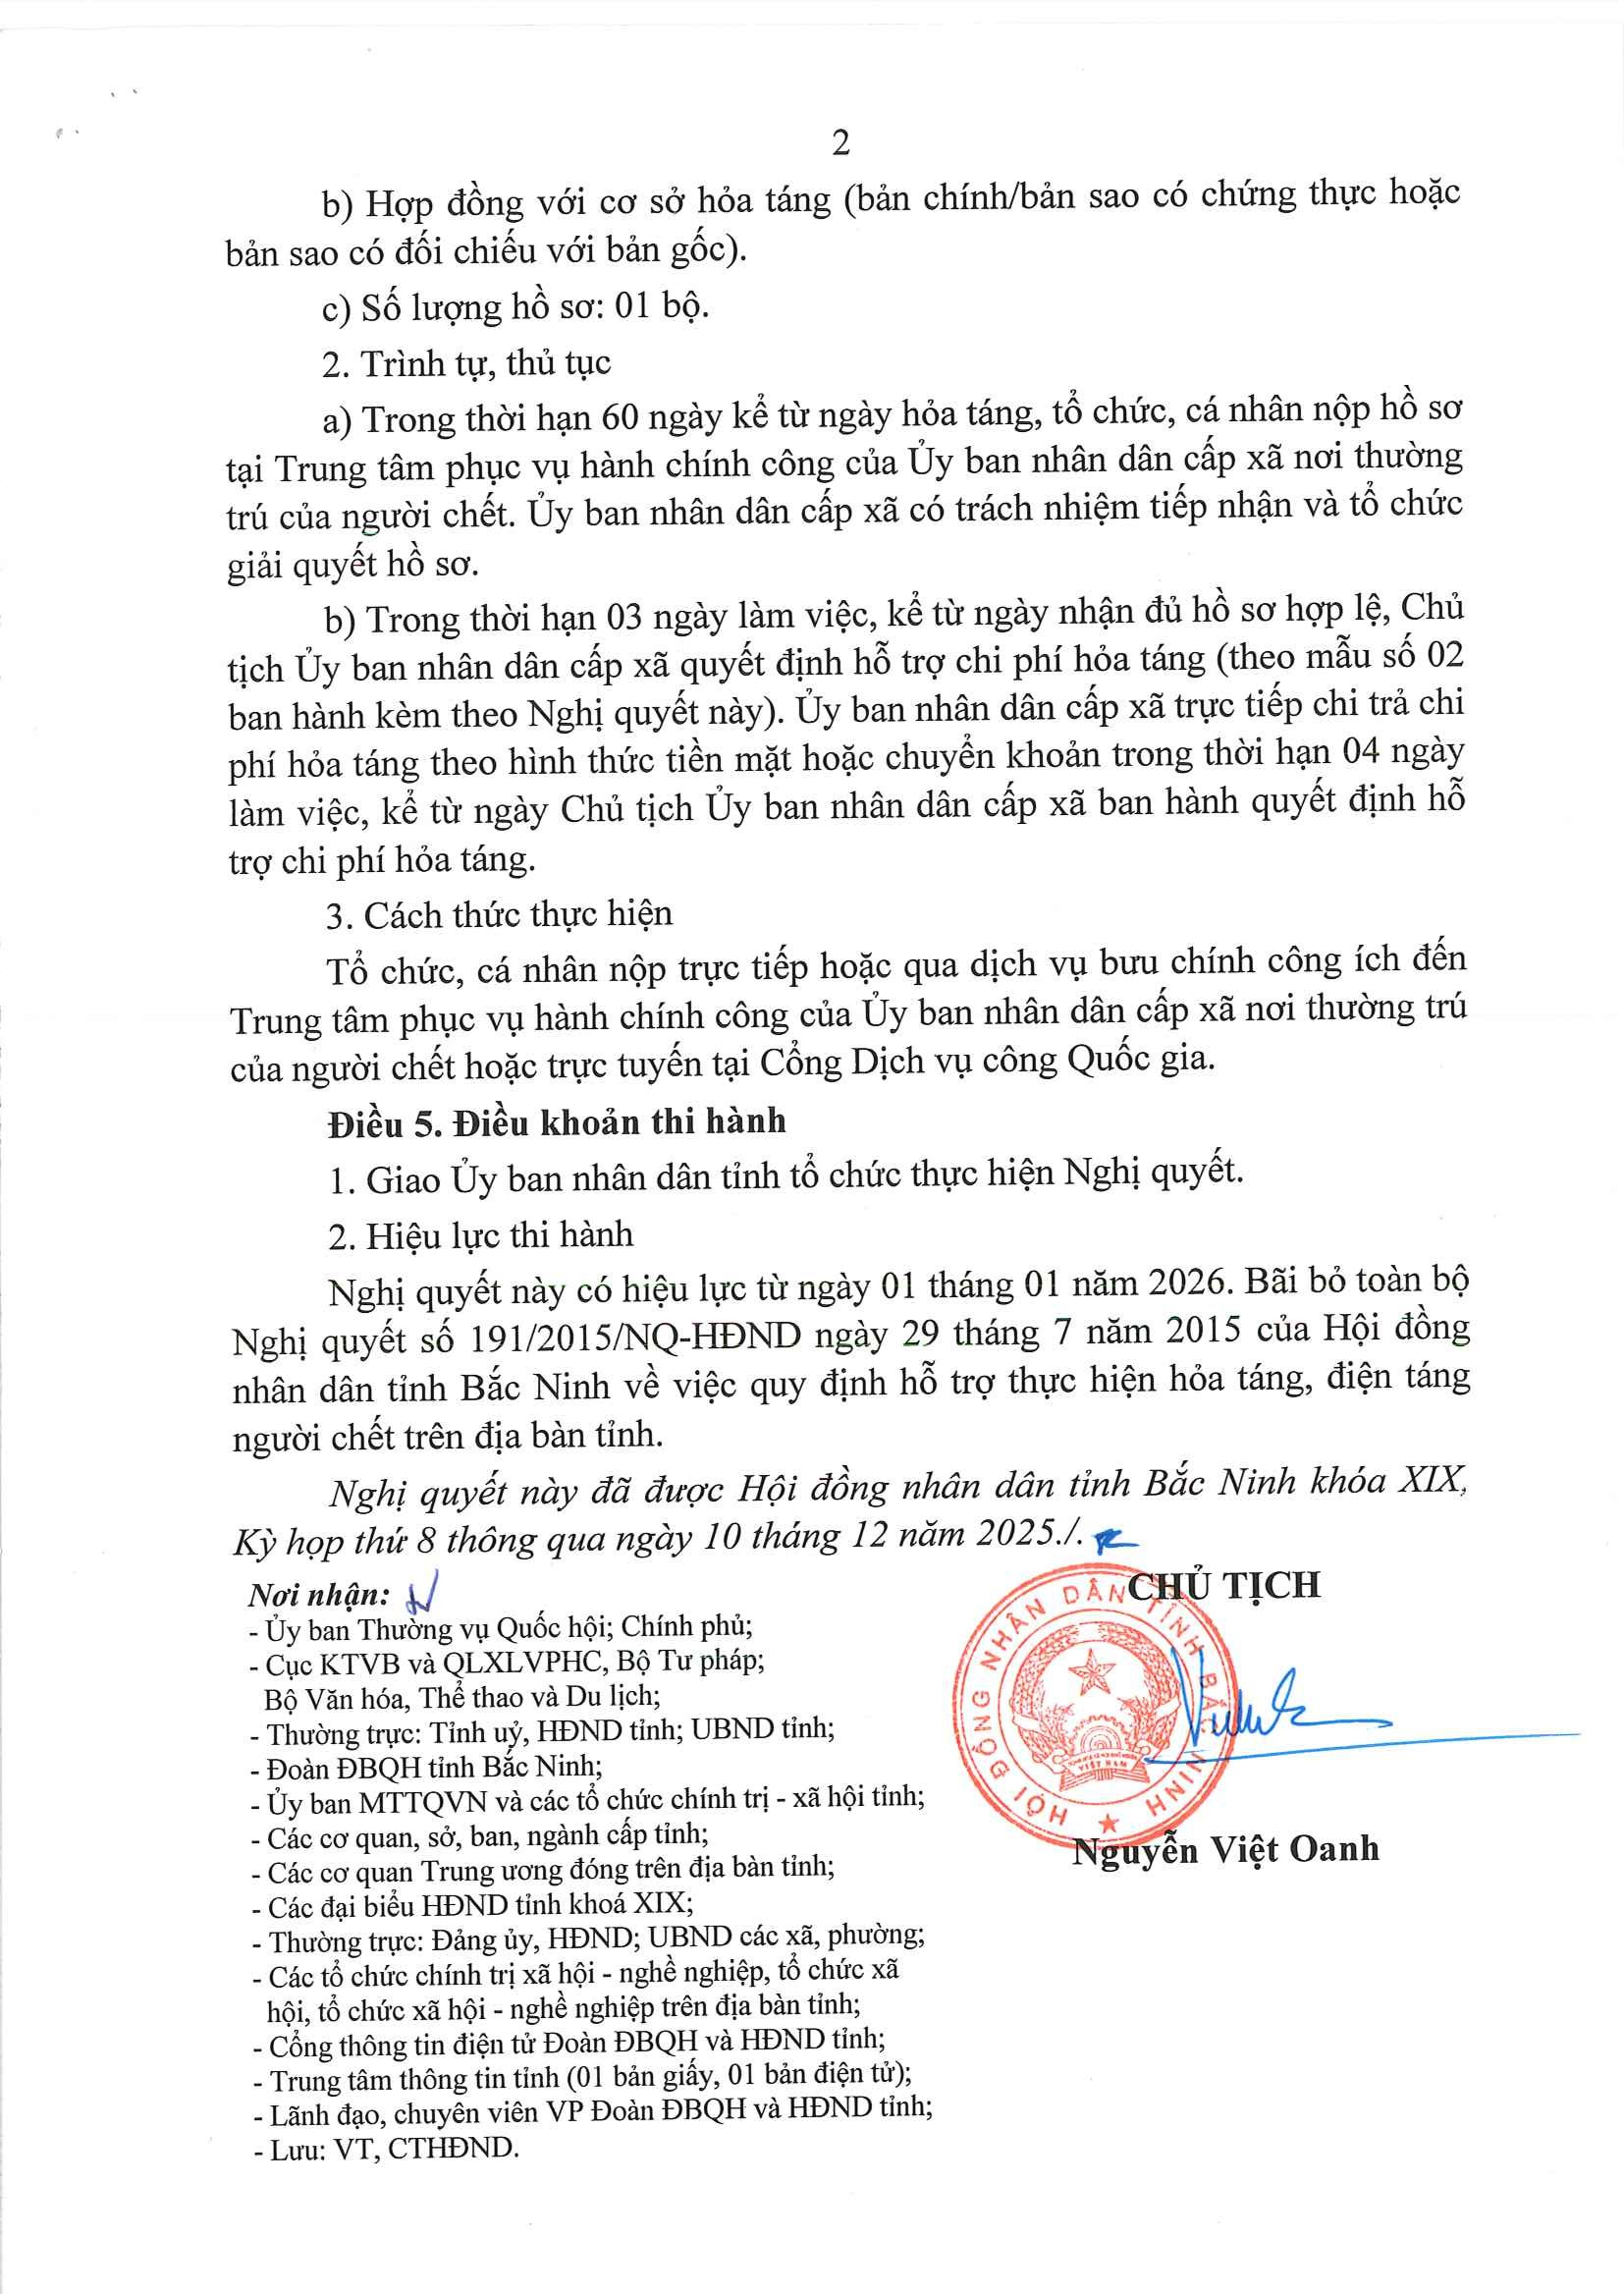 2
b) Hợp đồng với cơ sở hỏa táng (bản chính/bản sao có chứng thực hoặc
bản sao có đối chiếu với bản gốc).
c) Số lượng hồ sơ: 01 bộ.
2. Trình tự, thủ tục
a) Trong thời hạn 60 ngày kể từ ngày hỏa táng, tổ chức, cá nhân nộp hồ sơ
tại Trung tâm phục vụ hành chính công của Ủy ban nhân dân cấp xã nơi thường
trú của người chết. Ủy ban nhân dân cấp xã có trách nhiệm tiếp nhận và tổ chức
giải quyết hồ sơ.
b) Trong thời hạn 03 ngày làm việc, kể từ ngày nhận đủ hồ sơ hợp lệ, Chủ
tịch Ủy ban nhân dân cấp xã quyết định hỗ trợ chi phí hỏa táng (theo mẫu số 02
ban hành kèm theo Nghị quyết này). Ủy ban nhân dân cấp xã trực tiếp chi trả chi
phí hỏa táng theo hình thức tiền mặt hoặc chuyển khoản trong thời hạn 04 ngày
làm việc, kể từ ngày Chủ tịch Ủy ban nhân dân cấp xã ban hành quyết định hỗ
trợ chi phí hỏa táng.
3. Cách thức thực hiện
Tổ chức, cá nhân nộp trực tiếp hoặc qua dịch vụ bưu chính công ích đến
Trung tâm phục vụ hành chính công của Ủy ban nhân dân cấp xã nơi thường trú
của người chết hoặc trực tuyến tại Cổng Dịch vụ công Quốc gia.
Điều 5. Điều khoản thi hành
1. Giao Ủy ban nhân dân tỉnh tổ chức thực hiện Nghị quyết.
2. Hiệu lực thi hành
Nghị quyết này có hiệu lực từ ngày 01 tháng 01 năm 2026. Bãi bỏ toàn bộ
Nghị quyết số 191/2015/NQ-HĐND ngày 29 tháng 7 năm 2015 của Hội đồng
nhân dân tỉnh Bắc Ninh về việc quy định hỗ trợ thực hiện hỏa táng, điện táng
người chết trên địa bàn tỉnh.
Nghị quyết này đã được Hội đồng nhân dân tỉnh Bắc Ninh khóa XIX,
Kỳ họp thứ 8 thông qua ngày 10 tháng 12 năm 2025./.
Nơi nhận:
- Ủy ban Thường vụ Quốc hội; Chính phủ;
- Cục KTVB và QLXLVPHC, Bộ Tư pháp;
Bộ Văn hóa, Thể thao và Du lịch;
- Thường trực: Tỉnh uỷ, HĐND tỉnh; UBND tỉnh;
- Đoàn ĐBQH tỉnh Bắc Ninh;
- Ủy ban MTTQVN và các tổ chức chính trị - xã hội tỉnh;
- Các cơ quan, sở, ban, ngành cấp tỉnh;
- Các cơ quan Trung ương đóng trên địa bàn tỉnh;
- Các đại biểu HĐND tỉnh khoá XIX;
- Thường trực: Đảng ủy, HĐND; UBND các xã, phường;
- Các tổ chức chính trị xã hội - nghề nghiệp, tổ chức xã
hội, tổ chức xã hội - nghề nghiệp trên địa bàn tỉnh;
- Cổng thông tin điện tử Đoàn ĐBQH và HĐND tỉnh;
- Trung tâm thông tin tỉnh (01 bản giấy, 01 bản điện tử);
- Lãnh đạo, chuyên viên VP Đoàn ĐBQH và HĐND tỉnh;
- Lưu: VT, CTHĐND.
CHỦ TỊCH
HỘI ĐỒNG NHÂN DÂN TỈNH BẮC NINH
VIỆT NAM
Nguyễn Việt Oanh